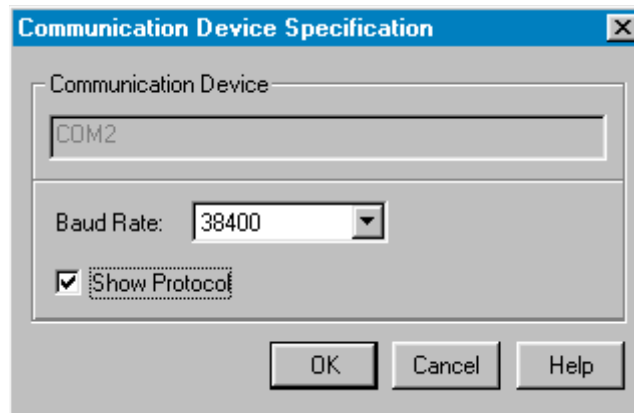 Communication Device Specification
Communication Device
COM2
Baud Rate: 38400
Show Protocol
OK Cancel Help